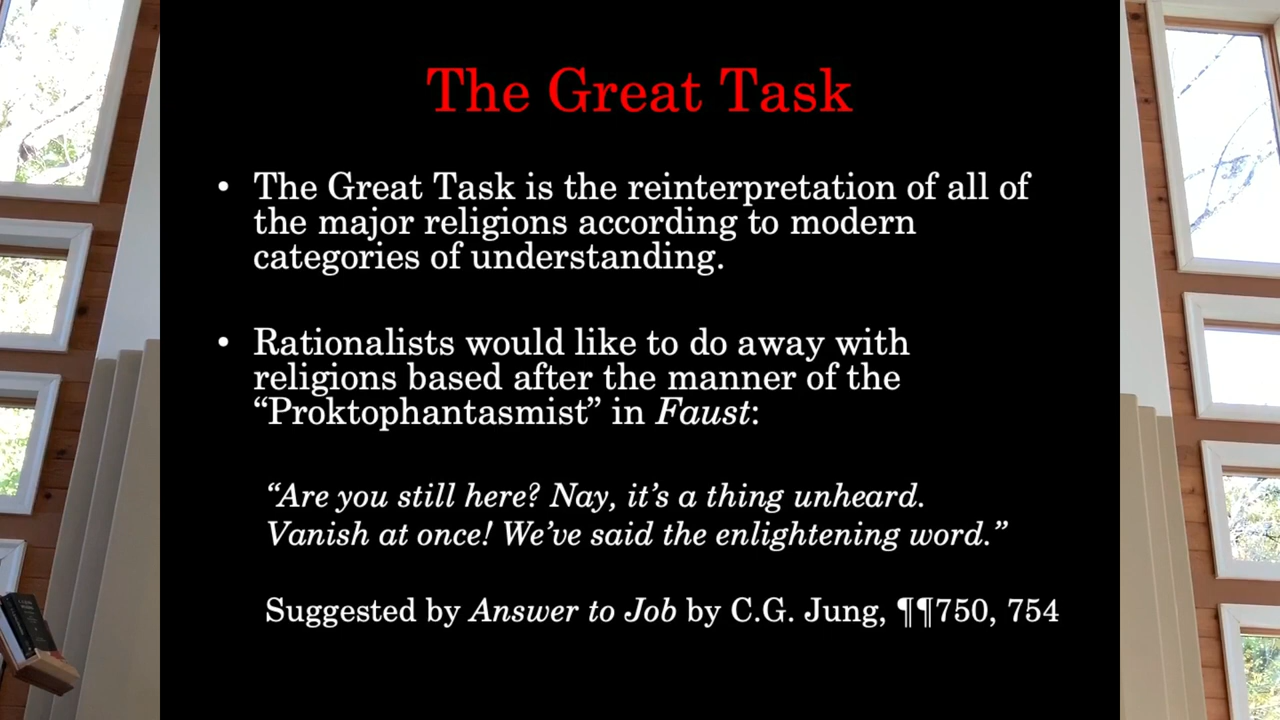 The Great Task
• The Great Task is the reinterpretation of all of
the major religions according to modern
categories of understanding.
• Rationalists would like to do away with
religions based after the manner of the
“Proktophantasmist” in Faust:
“Are you still here? Nay, it’s a thing unheard.
Vanish at once! We’ve said the enlightening word.”
Suggested by Answer to Job by C.G. Jung, ¶¶750, 754